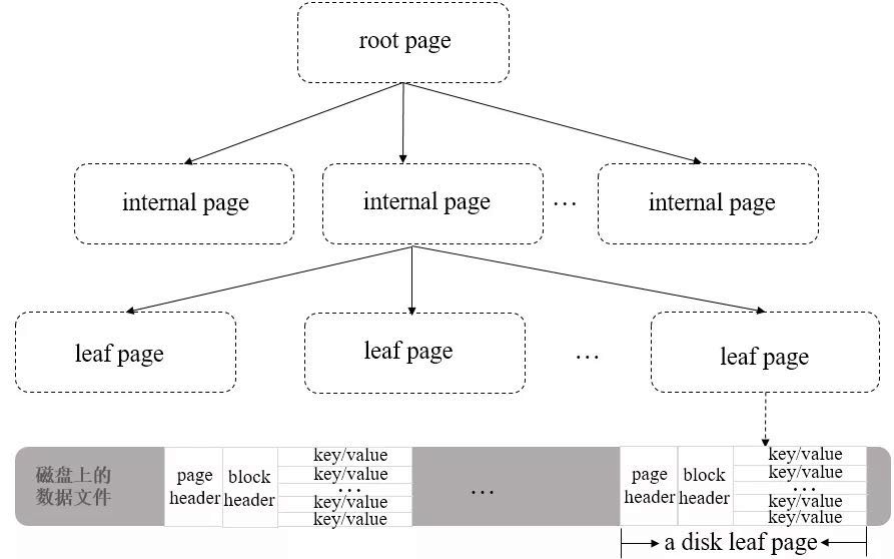 root page
internal page
internal page
...
internal page
leaf page
leaf page
...
leaf page
磁盘上的
数据文件
page
header
block
header
key/value
key/value
...
key/value
key/value
...
page
header
block
header
key/value
key/value
...
key/value
key/value
a disk leaf page